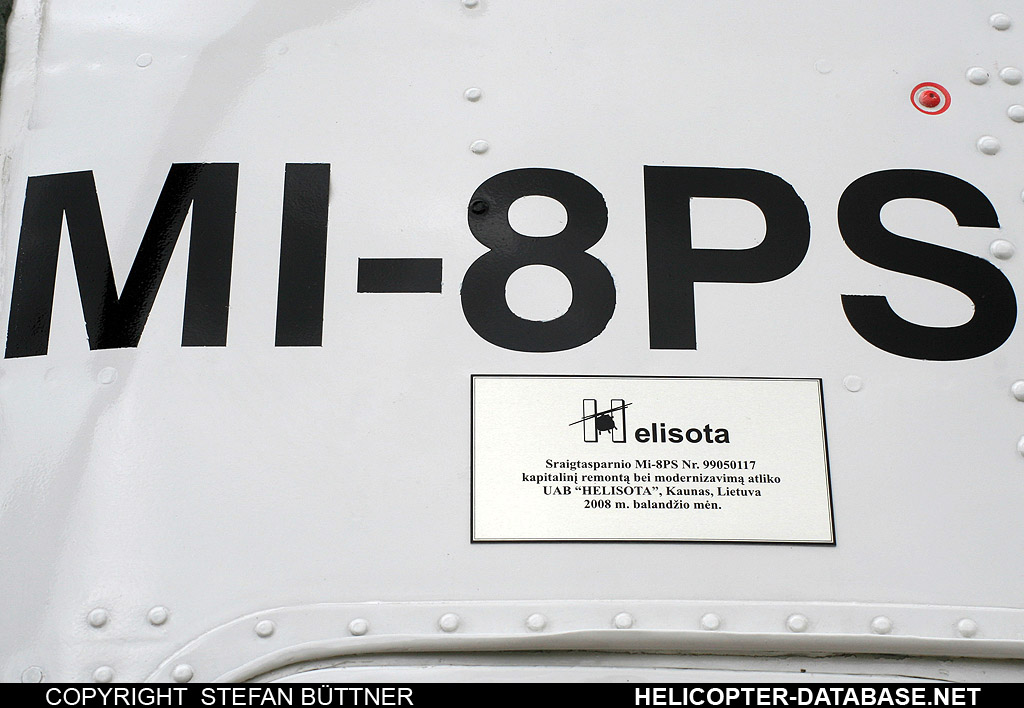 MI-8PS
Helisota
Sraigtasparnio Mi-8PS Nr. 99050117
kapitalinį remontą bei modernizavimą atliko
UAB “HELISOTA”, Kaunas, Lietuva
2008 m. balandžio mėn.
COPYRIGHT STEFAN BÜTTNER
HELICOPTER-DATABASE.NET